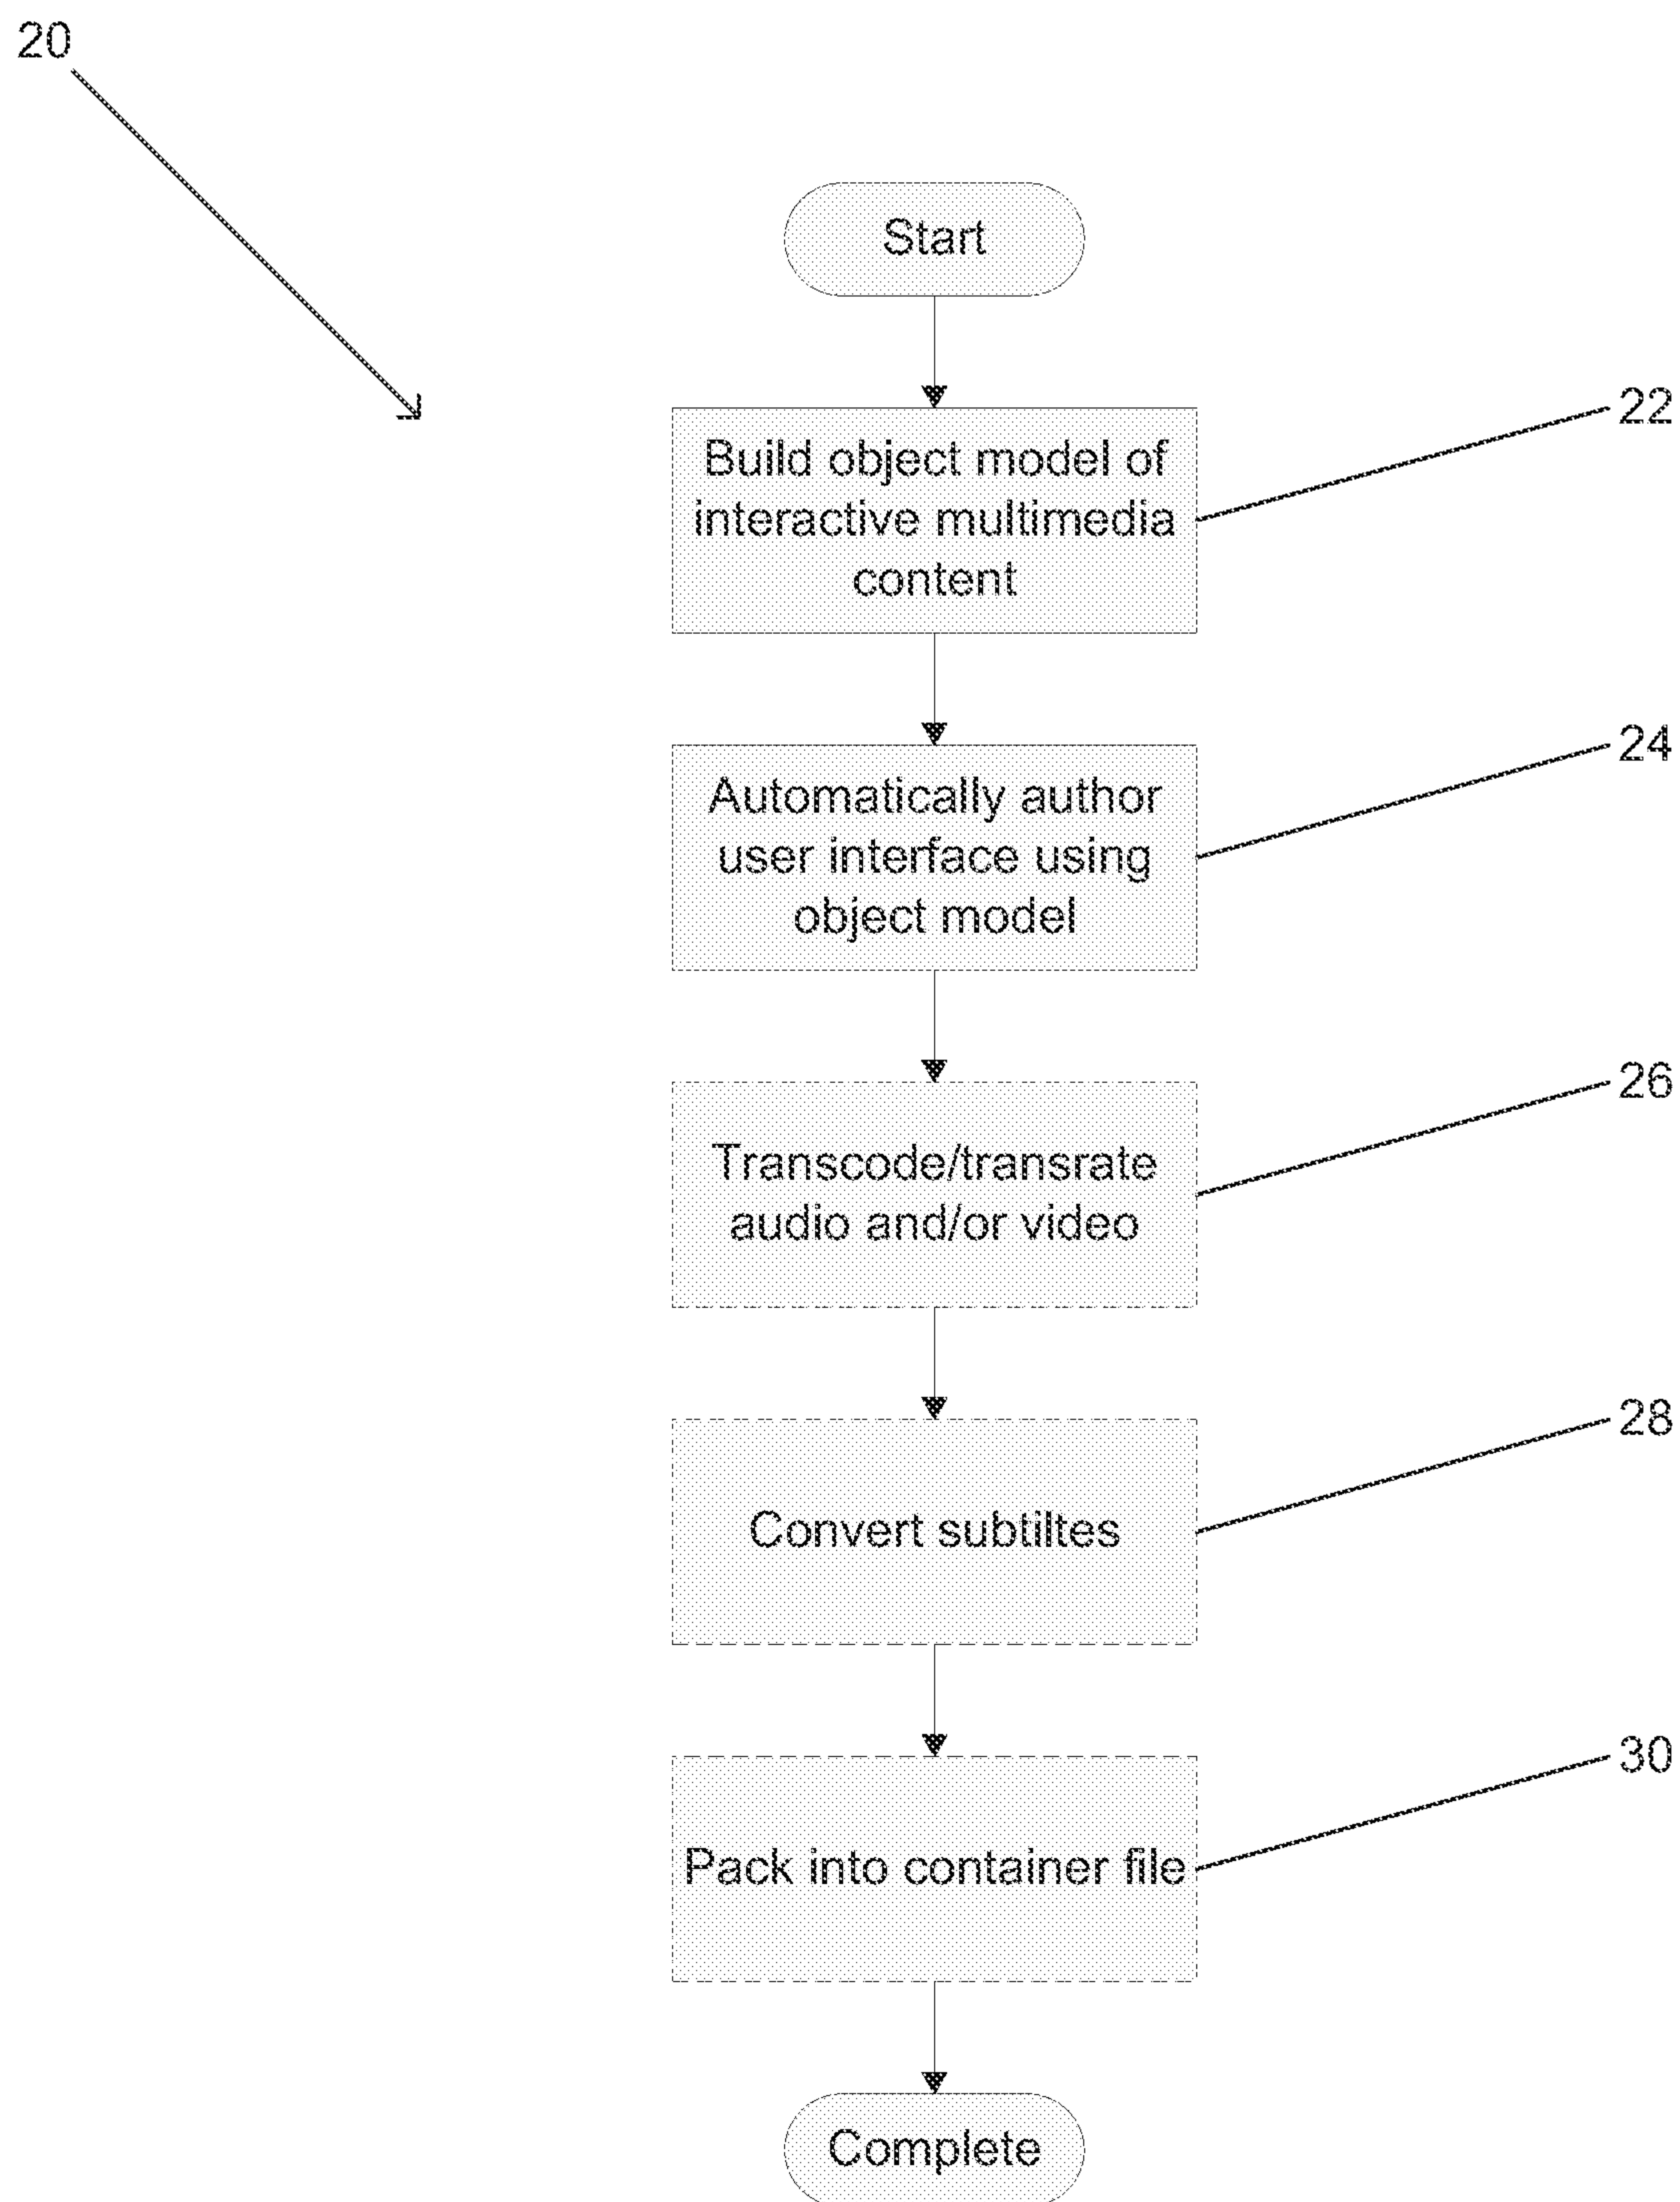 20
Start
Build object model of
interactive multimedia
content
22
Automatically author
user interface using
object model
24
Transcode/transrate
audio and/or video
26
Convert subtiltes
28
Pack into container file
30
Complete